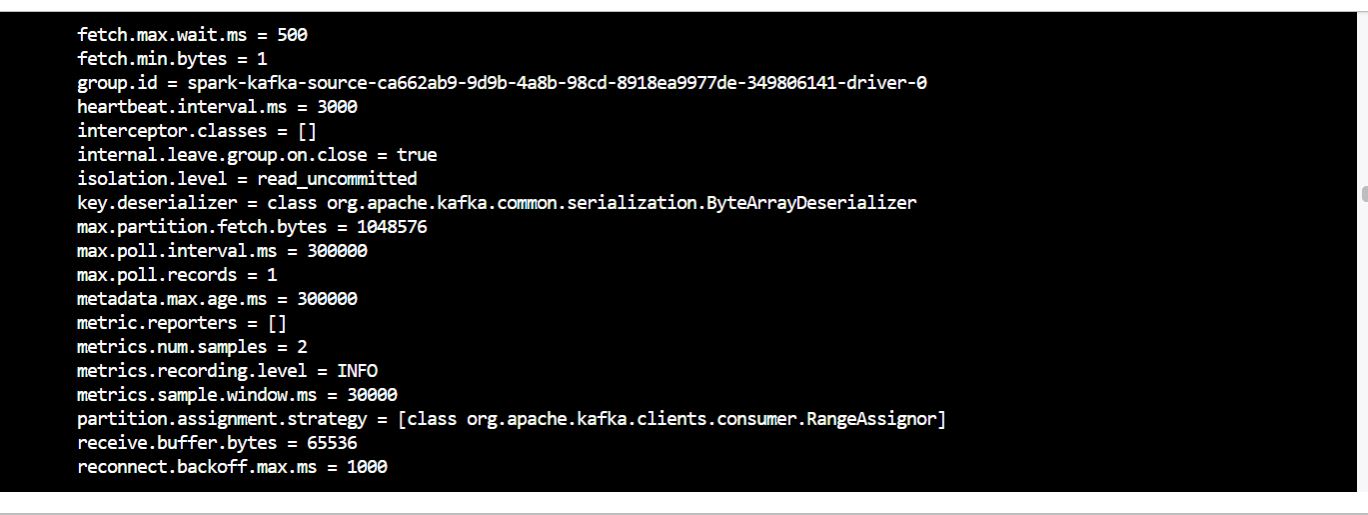 fetch.max.wait.ms = 500
fetch.min.bytes = 1
group.id = spark-kafka-source-ca662ab9-9d9b-4a8b-98cd-8918ea9977de-349806141-driver-0
heartbeat.interval.ms = 3000
interceptor.classes = []
internal.leave.group.on.close = true
isolation.level = read_uncommitted
key.deserializer = class org.apache.kafka.common.serialization.ByteArrayDeserializer
max.partition.fetch.bytes = 1048576
max.poll.interval.ms = 300000
max.poll.records = 1
metadata.max.age.ms = 300000
metric.reporters = []
metrics.num.samples = 2
metrics.recording.level = INFO
metrics.sample.window.ms = 30000
partition.assignment.strategy = [class org.apache.kafka.clients.consumer.RangeAssignor]
receive.buffer.bytes = 65536
reconnect.backoff.max.ms = 1000